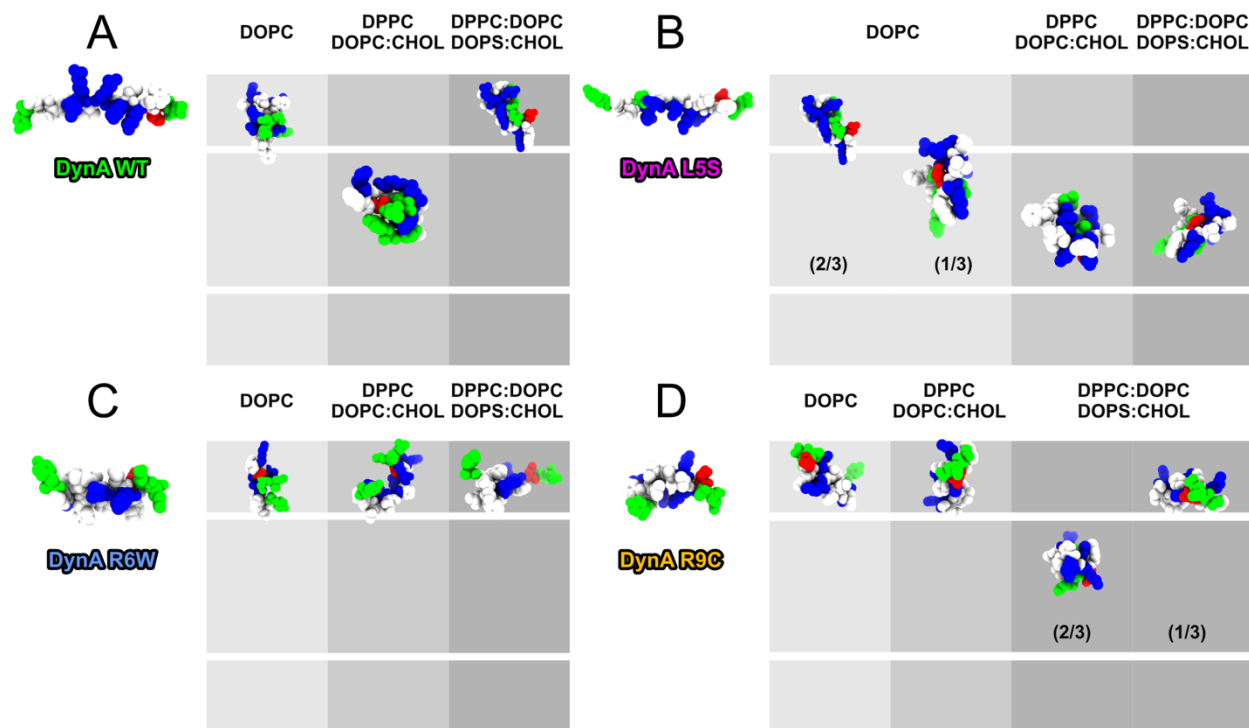 A
DOPC
DPPC
DOPC:CHOL
DPPC:DOPC
DOPS:CHOL
DynA WT
B
DOPC
DPPC
DOPC:CHOL
DPPC:DOPC
DOPS:CHOL
DynA L5S
(2/3)
(1/3)
C
DOPC
DPPC
DOPC:CHOL
DPPC:DOPC
DOPS:CHOL
DynA R6W
D
DOPC
DPPC
DOPC:CHOL
DPPC:DOPC
DOPS:CHOL
DynA R9C
(2/3)
(1/3)